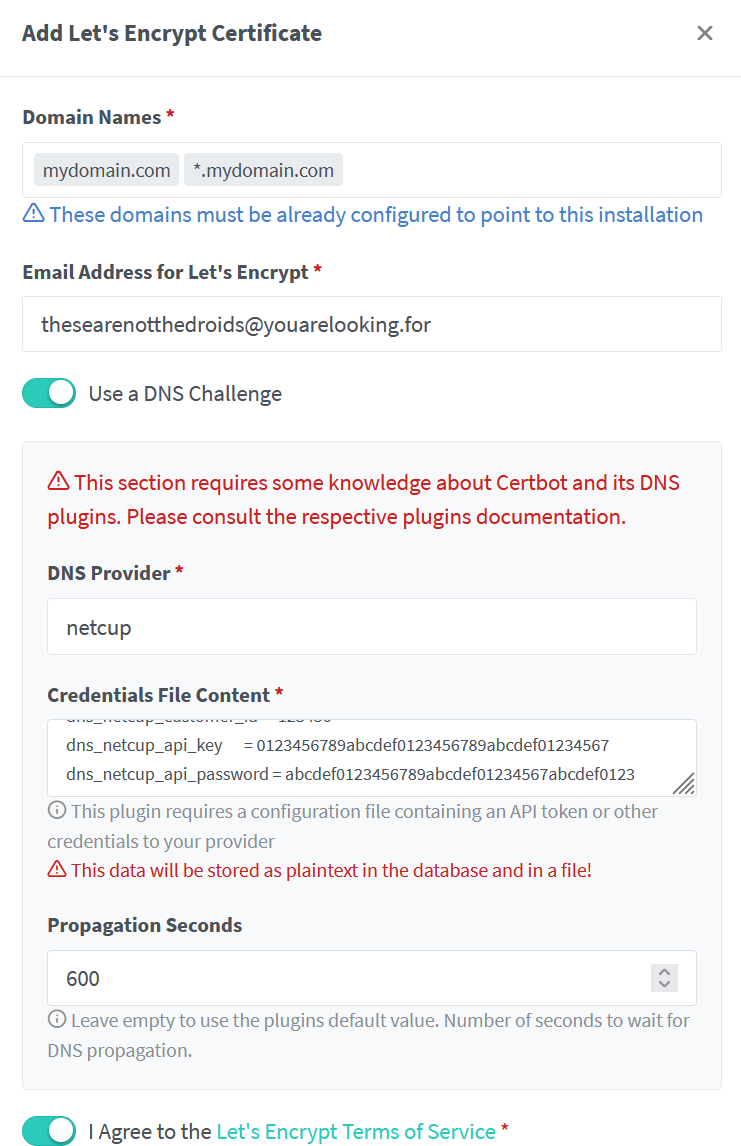 Add Let's Encrypt Certificate
Domain Names *
mydomain.com *.mydomain.com
These domains must be already configured to point to this installation
Email Address for Let's Encrypt *
thesearenotthedroids@youarelooking.for
Use a DNS Challenge
This section requires some knowledge about Certbot and its DNS
plugins. Please consult the respective plugins documentation.
DNS Provider *
netcup
Credentials File Content *
dns_netcup_api_key = 0123456789abcdef0123456789abcdef01234567
dns_netcup_api_password = abcdef0123456789abcdef01234567abcdef0123
This plugin requires a configuration file containing an API token or other
credentials to your provider
This data will be stored as plaintext in the database and in a file!
Propagation Seconds
600
Leave empty to use the plugins default value. Number of seconds to wait for
DNS propagation.
I Agree to the Let's Encrypt Terms of Service *